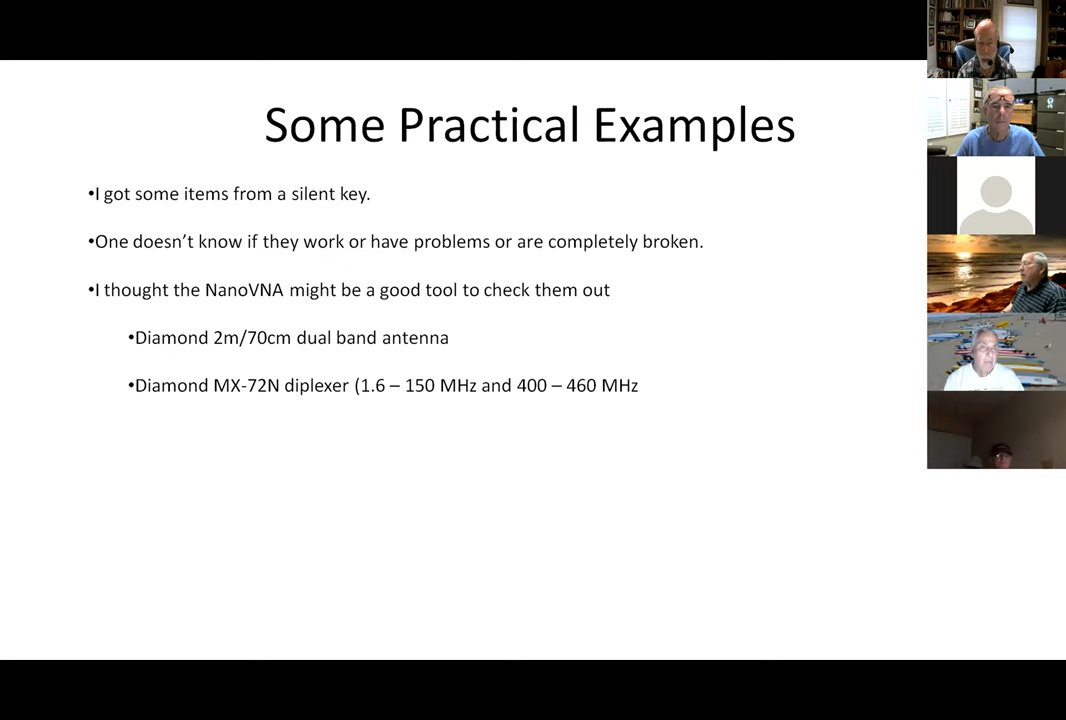 Some Practical Examples
•I got some items from a silent key.
•One doesn’t know if they work or have problems or are completely broken.
•I thought the NanoVNA might be a good tool to check them out
•Diamond 2m/70cm dual band antenna
•Diamond MX-72N diplexer (1.6 – 150 MHz and 400 – 460 MHz